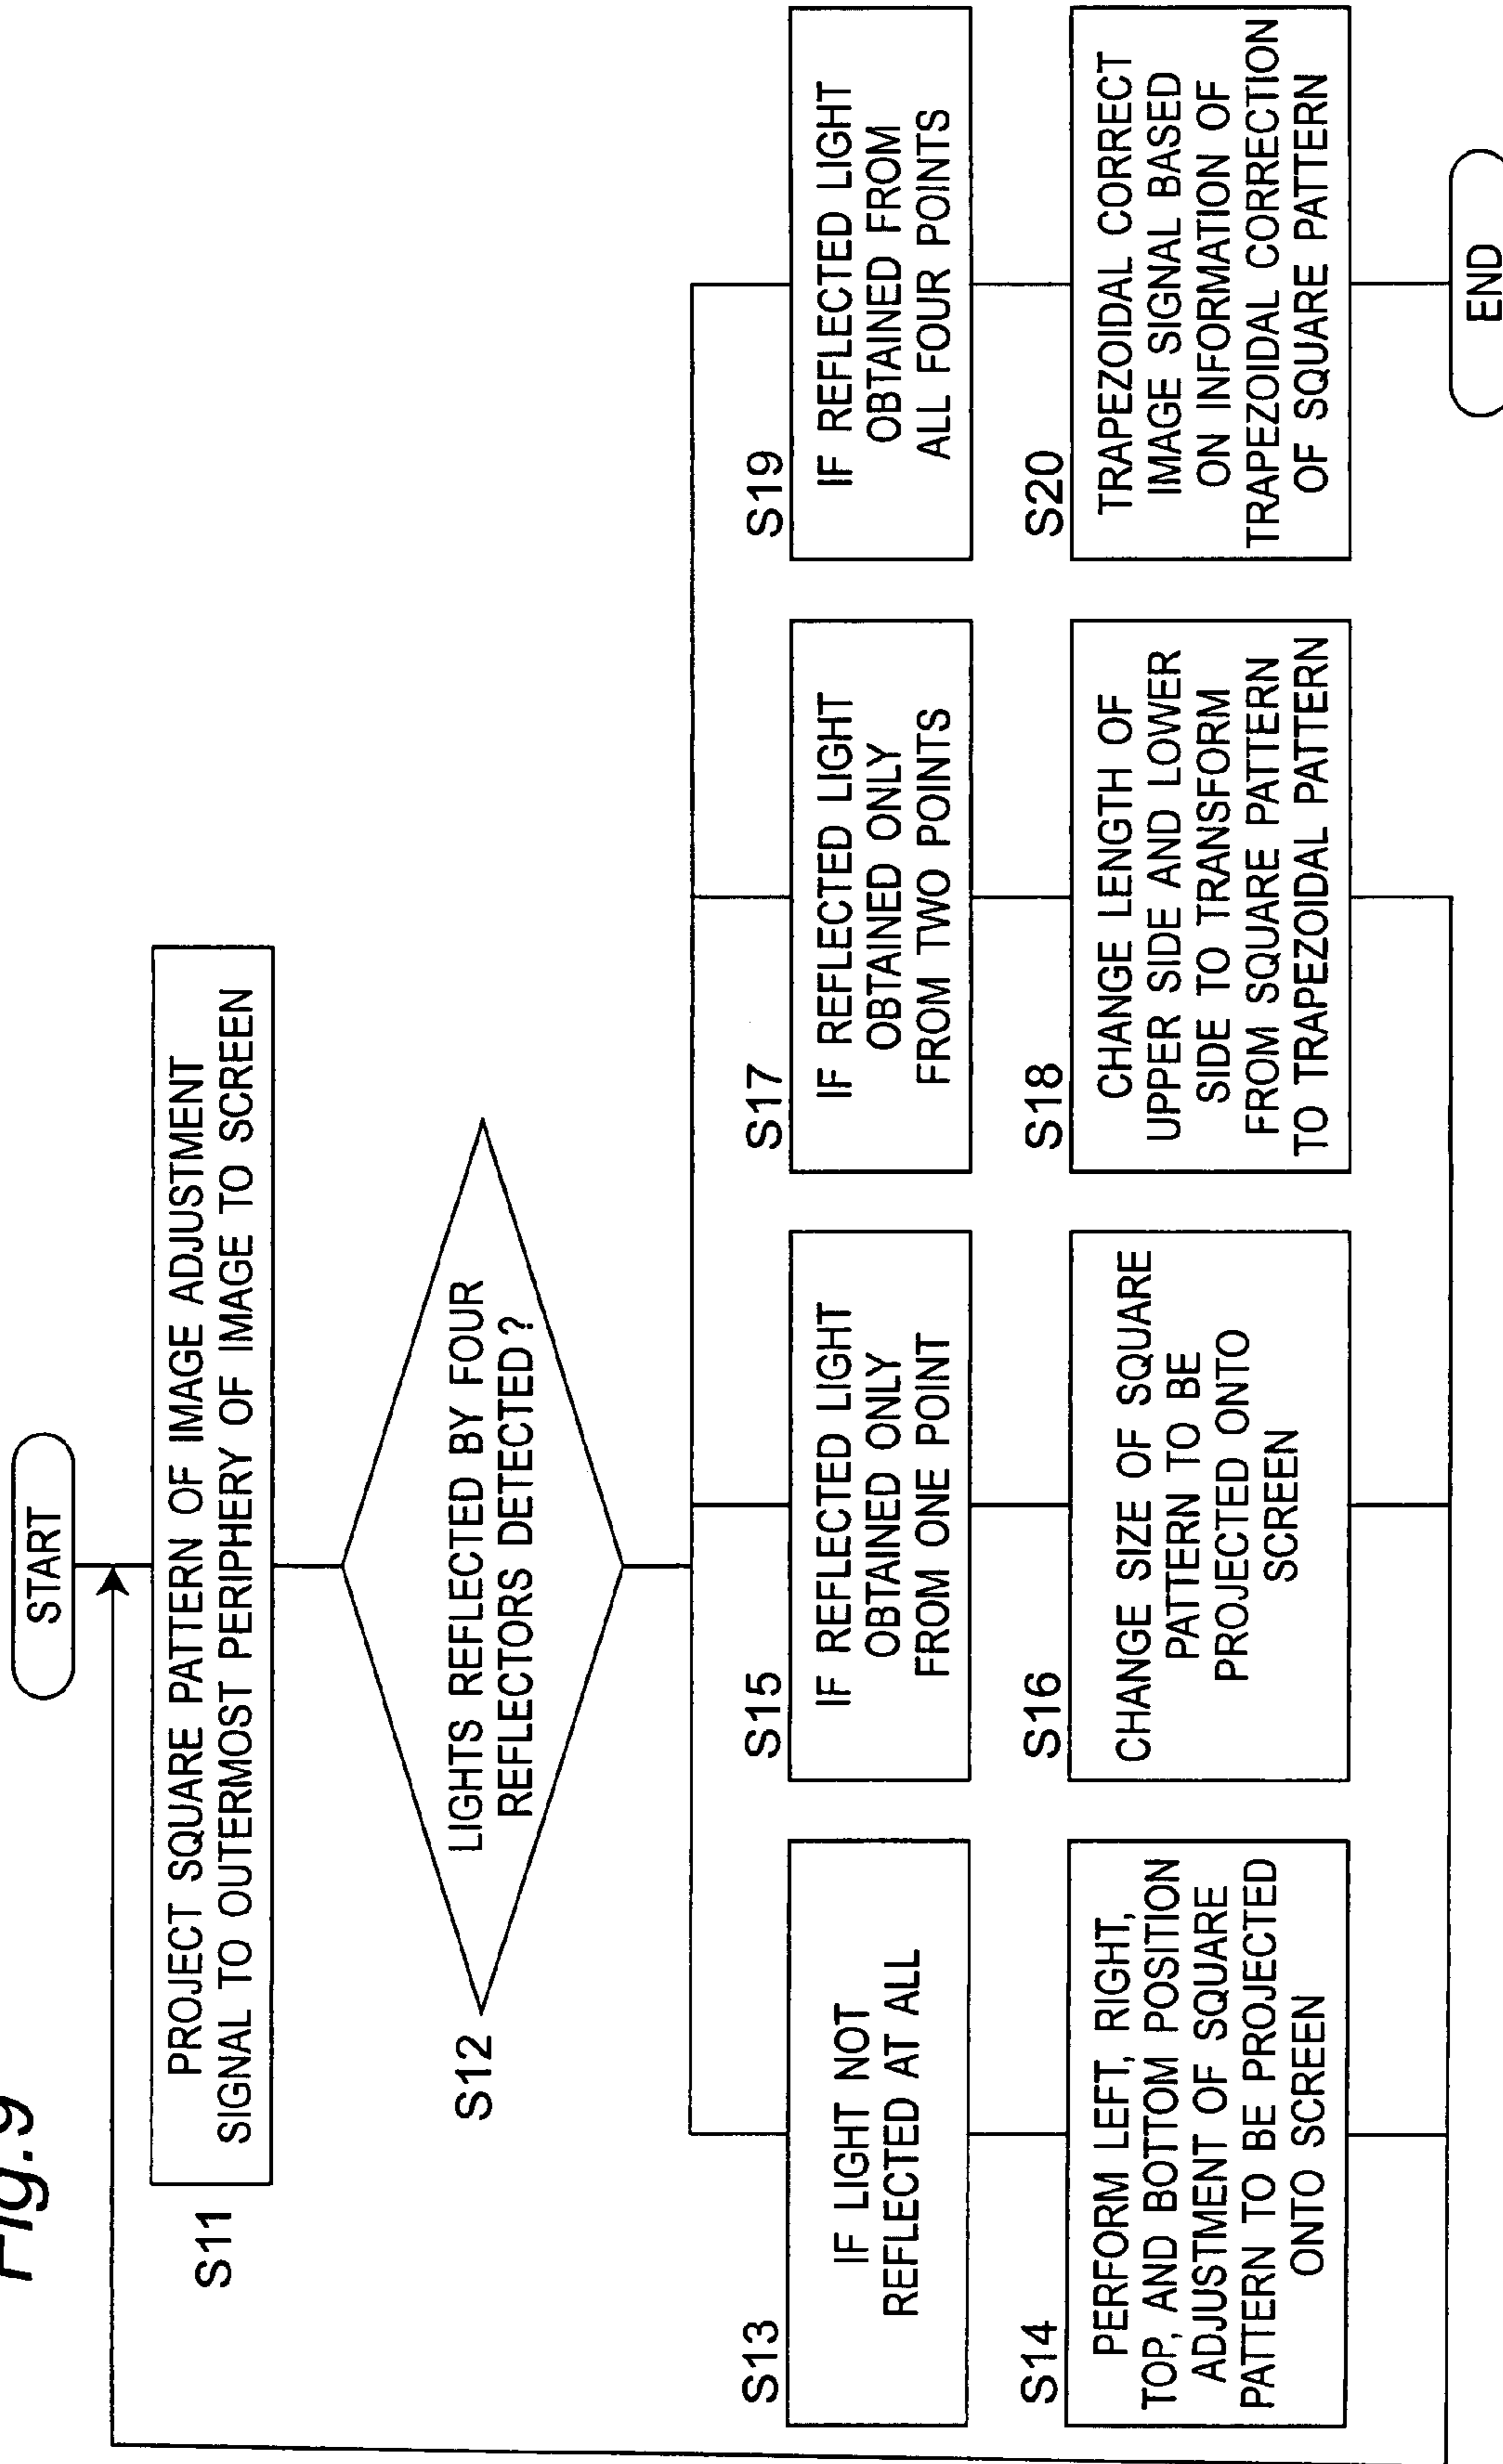 Fig.9
START
S11
PROJECT SQUARE PATTERN OF IMAGE ADJUSTMENT
SIGNAL TO OUTERMOST PERIPHERY OF IMAGE TO SCREEN
S12
LIGHTS REFLECTED BY FOUR
REFLECTORS DETECTED ?
S13
IF LIGHT NOT
REFLECTED AT ALL
S14
PERFORM LEFT, RIGHT,
TOP, AND BOTTOM POSITION
ADJUSTMENT OF SQUARE
PATTERN TO BE PROJECTED
ONTO SCREEN
S15
IF REFLECTED LIGHT
OBTAINED ONLY
FROM ONE POINT
S16
CHANGE SIZE OF SQUARE
PATTERN TO BE
PROJECTED ONTO
SCREEN
S17
IF REFLECTED LIGHT
OBTAINED ONLY
FROM TWO POINTS
S18
CHANGE LENGTH OF
UPPER SIDE AND LOWER
SIDE TO TRANSFORM
FROM SQUARE PATTERN
TO TRAPEZOIDAL PATTERN
S19
IF REFLECTED LIGHT
OBTAINED FROM
ALL FOUR POINTS
S20
TRAPEZOIDAL CORRECT
IMAGE SIGNAL BASED
ON INFORMATION OF
TRAPEZOIDAL CORRECTION
OF SQUARE PATTERN
END